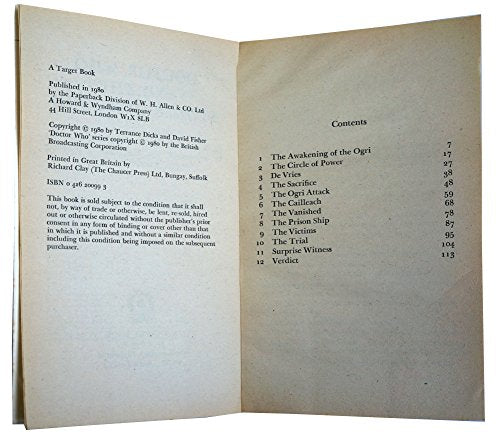 A Target Book
Published in 1980
by the Paperback Division of W. H. Allen & CO. Ltd
A Howard & Wyndham Company
44 Hill Street, London W1X 8LB
Copyright © 1980 by Terrance Dicks and David Fisher
'Doctor Who' series copyright © 1980 by the British
Broadcasting Corporation
Printed in Great Britain by
Richard Clay (The Chaucer Press) Ltd, Bungay, Suffolk
ISBN 0 426 20099 3
This book is sold subject to the condition that it shall
not, by way of trade or otherwise, be lent, re-sold, hired
out or otherwise circulated without the publisher's prior
consent in any form of binding or cover other than that
in which it is published and without a similar condition
including this condition being imposed on the subsequent
purchaser.
Contents
1 The Awakening of the Ogri 7
2 The Circle of Power 17
3 De Vries 27
4 The Sacrifice 38
5 The Ogri Attack 48
6 The Cailleach 59
7 The Vanished 68
8 The Prison Ship 78
9 The Victims 87
10 The Trial 95
11 Surprise Witness 104
12 Verdict 113